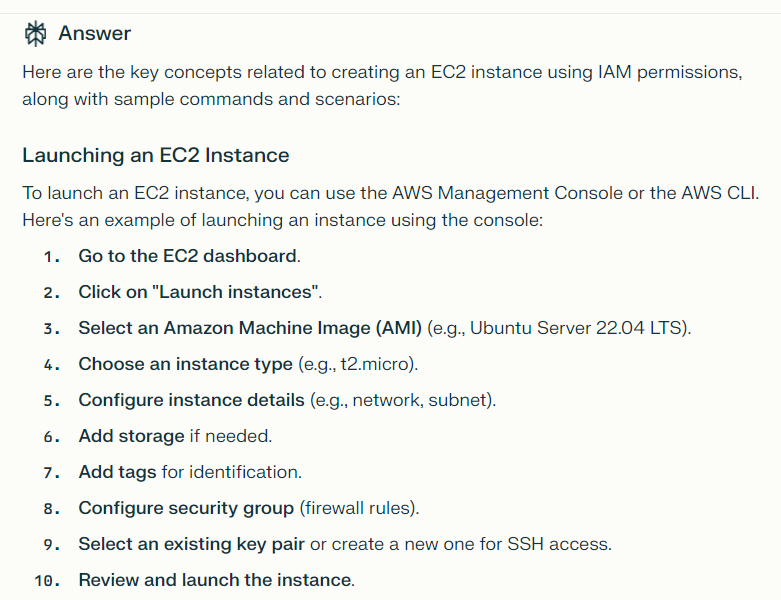 Answer
Here are the key concepts related to creating an EC2 instance using IAM permissions,
along with sample commands and scenarios:
Launching an EC2 Instance
To launch an EC2 instance, you can use the AWS Management Console or the AWS CLI.
Here's an example of launching an instance using the console:
1. Go to the EC2 dashboard.
2. Click on "Launch instances".
3. Select an Amazon Machine Image (AMI) (e.g., Ubuntu Server 22.04 LTS).
4. Choose an instance type (e.g., t2.micro).
5. Configure instance details (e.g., network, subnet).
6. Add storage if needed.
7. Add tags for identification.
8. Configure security group (firewall rules).
9. Select an existing key pair or create a new one for SSH access.
10. Review and launch the instance.